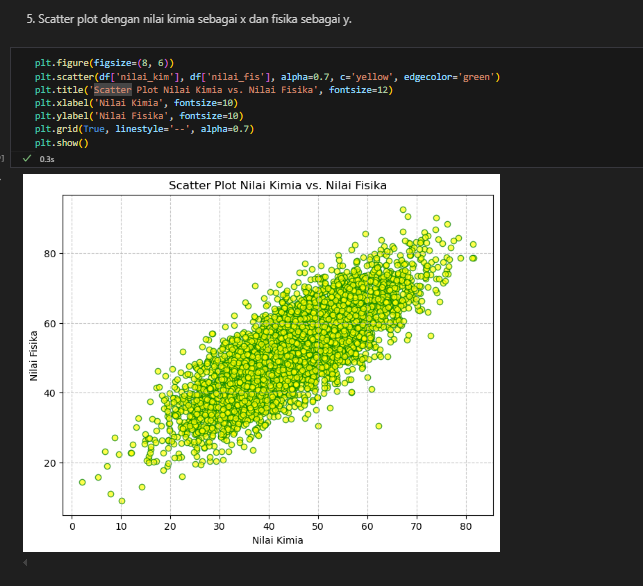 5. Scatter plot dengan nilai kimia sebagai x dan fisika sebagai y.
plt.figure(figsize=(8, 6))
plt.scatter(df['nilai_kim'], df['nilai_fis'], alpha=0.7, c='yellow', edgecolor='green')
plt.title('Scatter Plot Nilai Kimia vs. Nilai Fisika', fontsize=12)
plt.xlabel('Nilai Kimia', fontsize=10)
plt.ylabel('Nilai Fisika', fontsize=10)
plt.grid(True, linestyle='--', alpha=0.7)
plt.show()
0.3s
Scatter Plot Nilai Kimia vs. Nilai Fisika
Nilai Fisika
80
60
40
20
0 10 20 30 40 50 60 70 80
Nilai Kimia